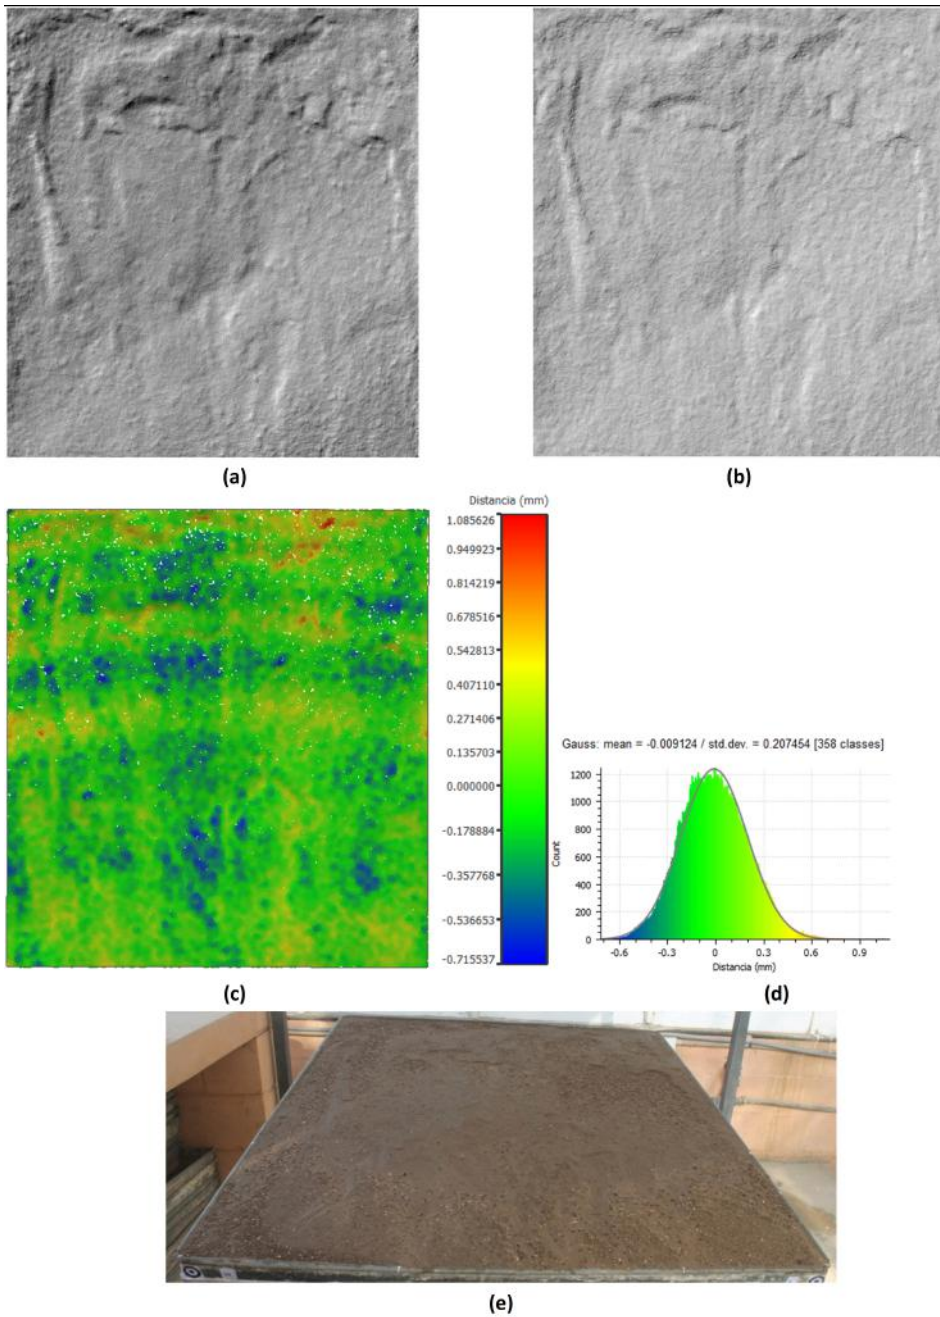 (a)
(b)
Distancia (mm)
1.085626
0.949923
0.814219
0.678516
0.542813
0.407110
0.271406
0.135703
0.000000
-0.178884
-0.357768
-0.536653
-0.715537
(c)
Gauss: mean = -0.009124 / std.dev. = 0.207454 [358 classes]
Count
1200
1000
800
600
400
200
0
-0.6 -0.3 0 0.3 0.6 0.9
Distancia (mm)
(d)
(e)